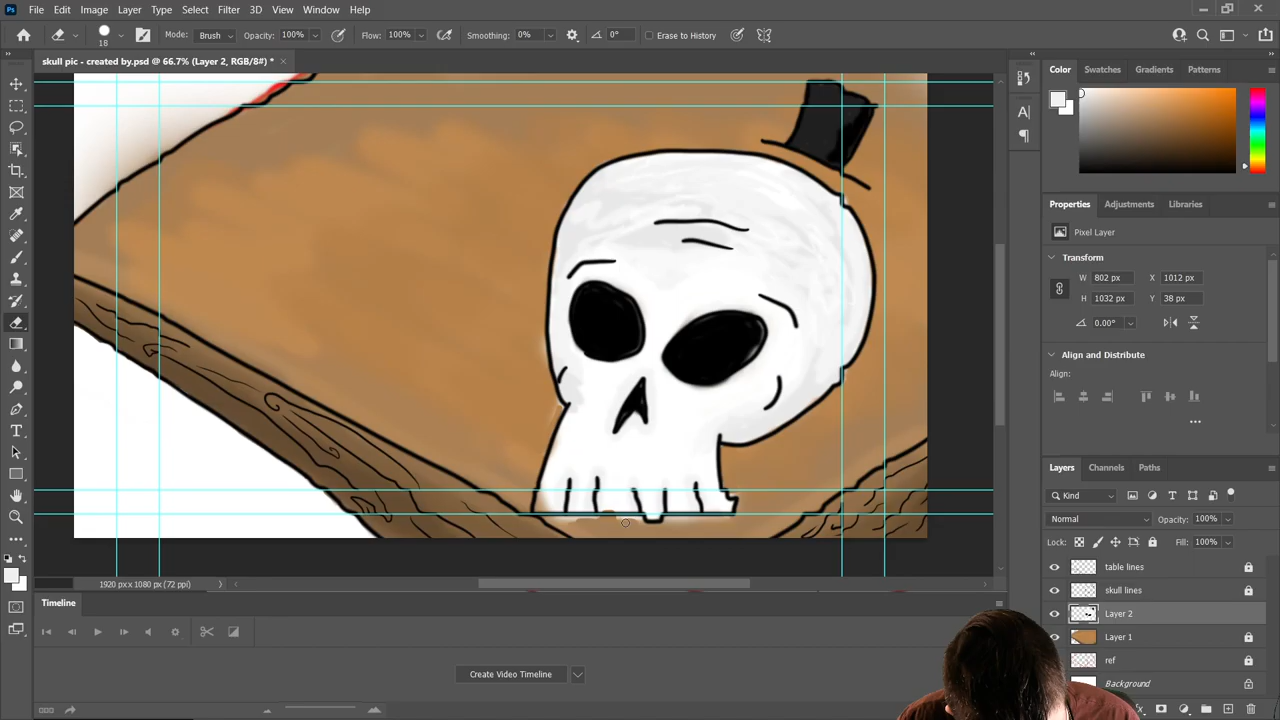 Ps File Edit Image Layer Type Select Filter 3D View Window Help
18 Mode: Brush Opacity: 100% Flow: 100% Smoothing: 0% 0° Erase to History
skull pic - created by.psd @ 66.7% (Layer 2, RGB/8#) *
Color Swatches Gradients Patterns
Properties Adjustments Libraries
Pixel Layer
Transform
W 802 px X 1012 px
H 1032 px Y 38 px
0.00°
Align and Distribute
Align:
Layers Channels Paths
Kind
Normal Opacity: 100%
Lock: Fill: 100%
table lines
skull lines
Layer 2
Layer 1
ref
Background
1920 px x 1080 px (72 ppi)
Timeline
Create Video Timeline